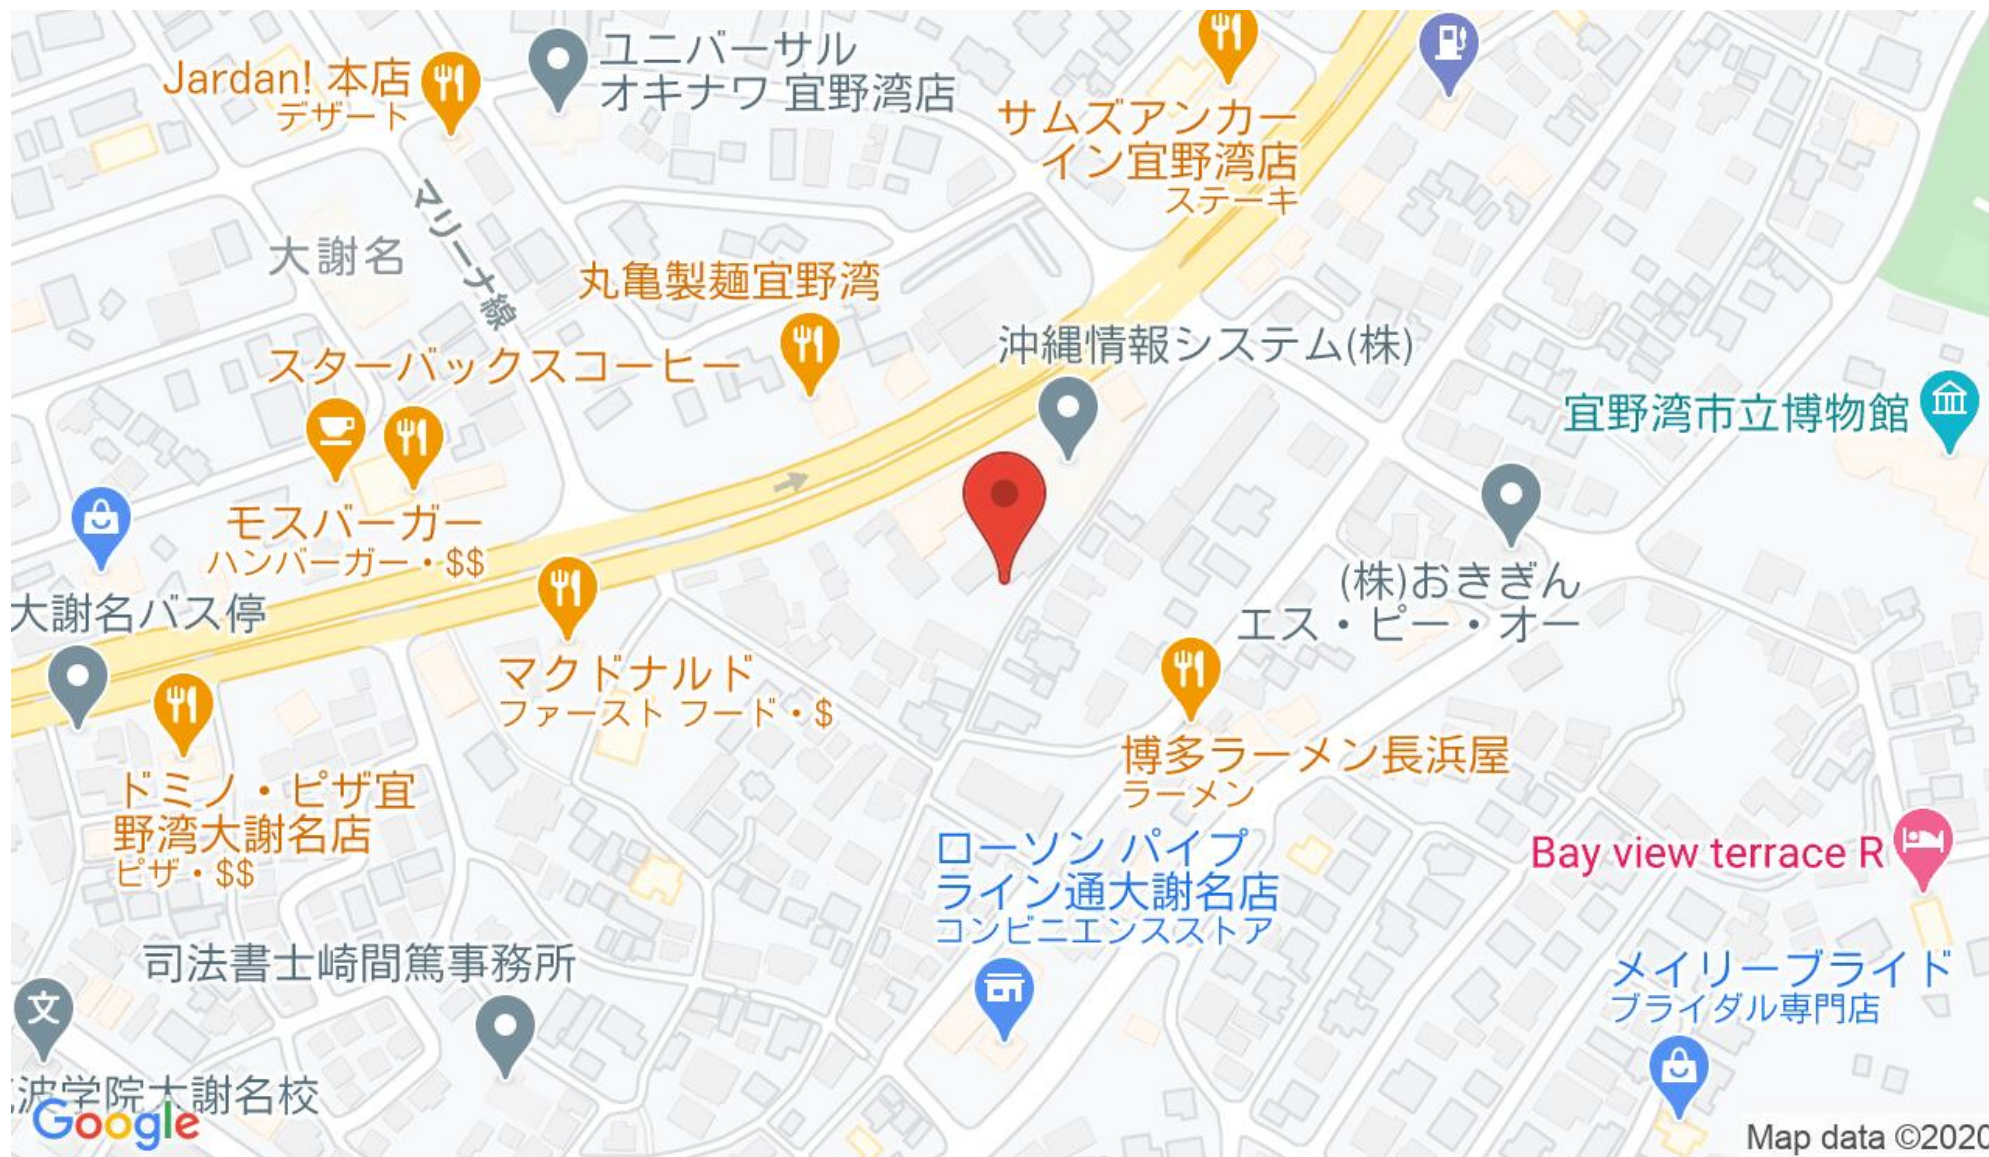 ユニバーサル
オキナワ 宜野湾店
Jardan! 本店
デザート
サムズアンカー
イン宜野湾店
ステーキ
マリーナ線
大謝名
丸亀製麺宜野湾
沖縄情報システム(株)
スターバックスコーヒー
宜野湾市立博物館
モスバーガー
ハンバーガー・$$
大謝名バス停
(株)おきぎん
エス・ピー・オー
マクドナルド
ファースト フード・$
博多ラーメン長浜屋
ラーメン
ドミノ・ピザ宜
野湾大謝名店
ピザ・$$
ローソン パイプ
ライン通大謝名店
コンビニエンスストア
Bay view terrace R
司法書士崎間篤事務所
メイリーブライド
ブライダル専門店
文
波学院大謝名校
Google
Map data ©2020